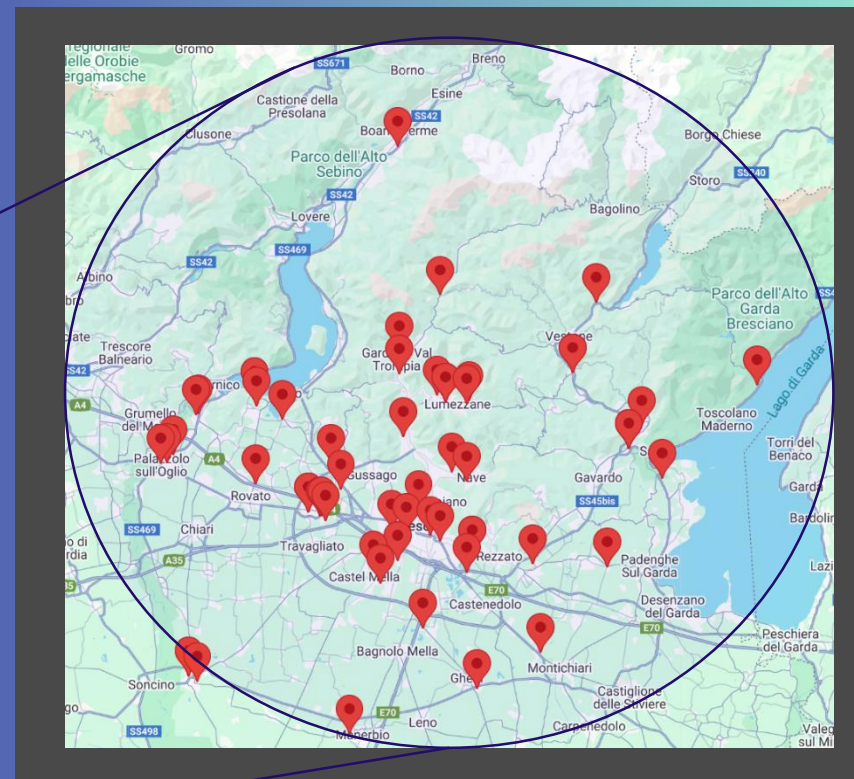 regionale
Gromo
delle Orobie
ergamasche
SS671
Borno
Breno
Esine
Castione della
Presolana
SS42
Clusone
Borgo Chiese
Parco dell'Alto
Sebino
SS42
Storo
Lovere
Bagolino
SS469
SS42
Albino
Parco dell'Alto
Garda
Bresciano
Trescore
Balneario
SS42
Lumezzane
A4
Toscolano
Maderno
Lago di Garda
Grumello
Torri del
Benaco
A4
sull'Oglio
Nave
Gavardo
Garda
Rovato
SS45bis
SS469
Chiari
Travagliato
Rezzato
A35
Padenghe
Sul Garda
Castel Mella
E70
Castenedolo
Desenzano
del Garda
E70
Peschiera
del Garda
Bagnolo Mella
Montichiari
Soncino
Castiglione
delle Stiviere
E70
Leno
SS498
Manerbio
Carpenedolo